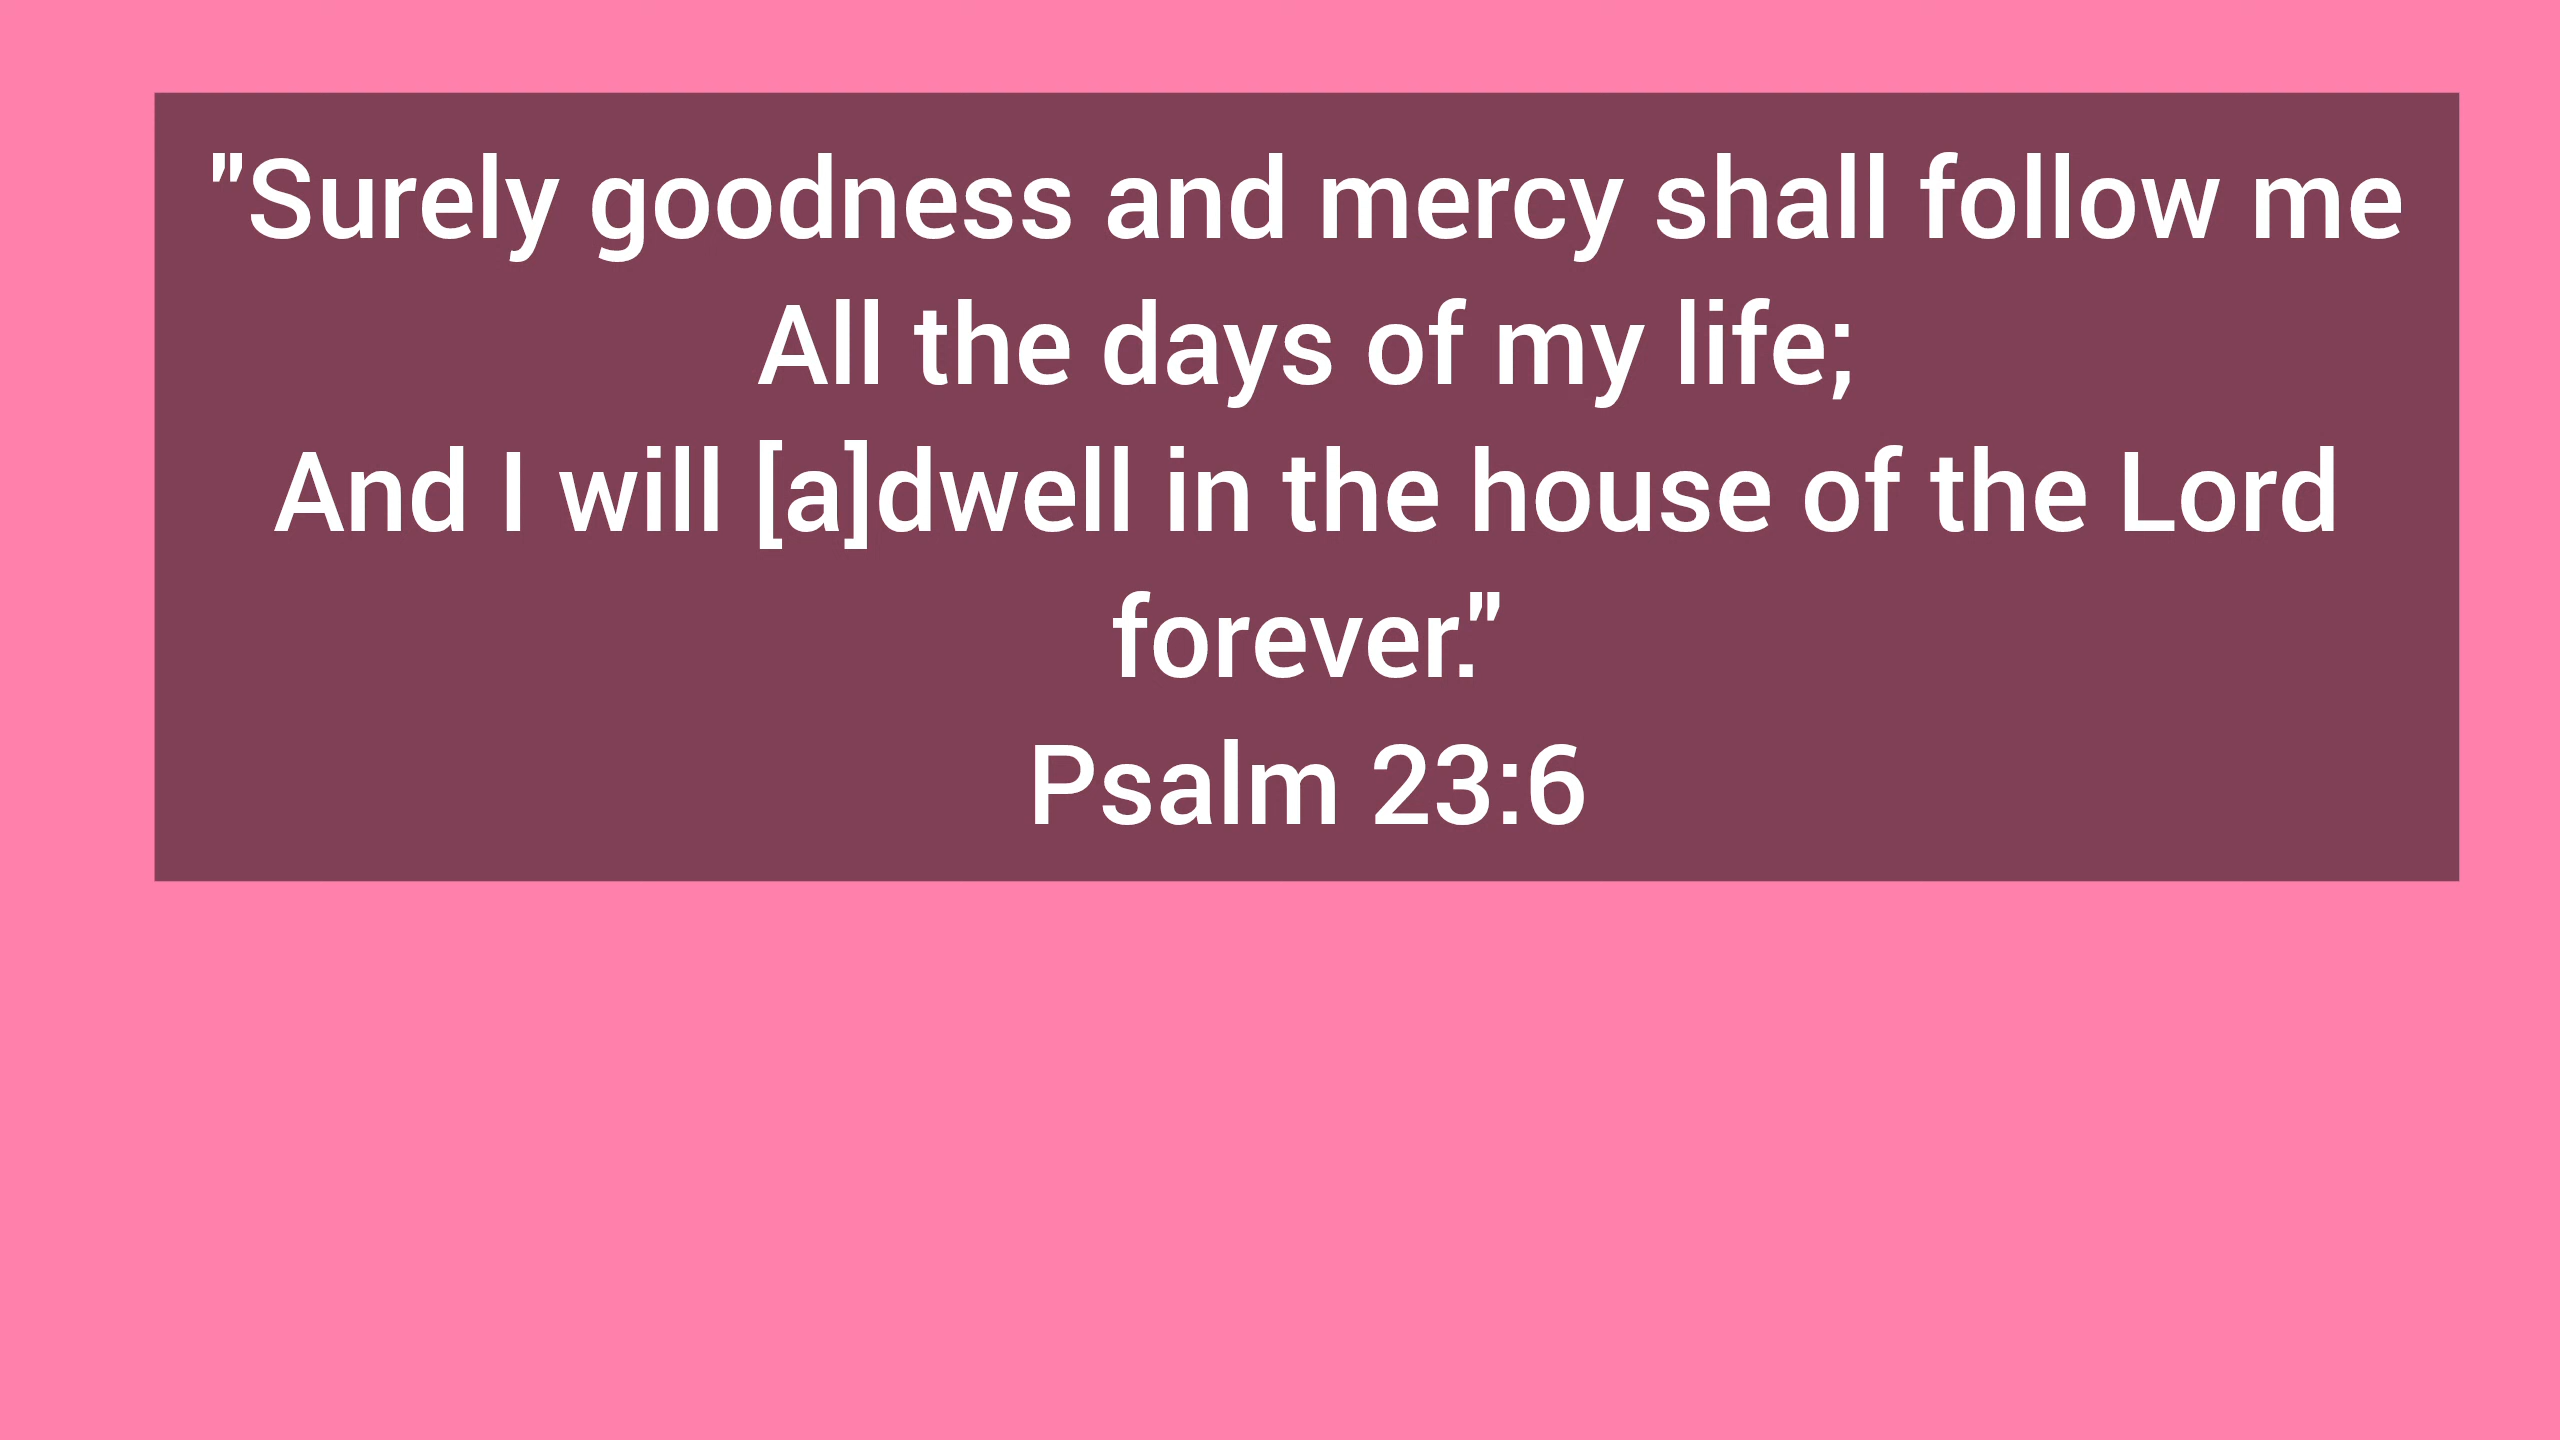 "Surely goodness and mercy shall follow me
All the days of my life;
And I will [a]dwell in the house of the Lord
forever."
Psalm 23:6